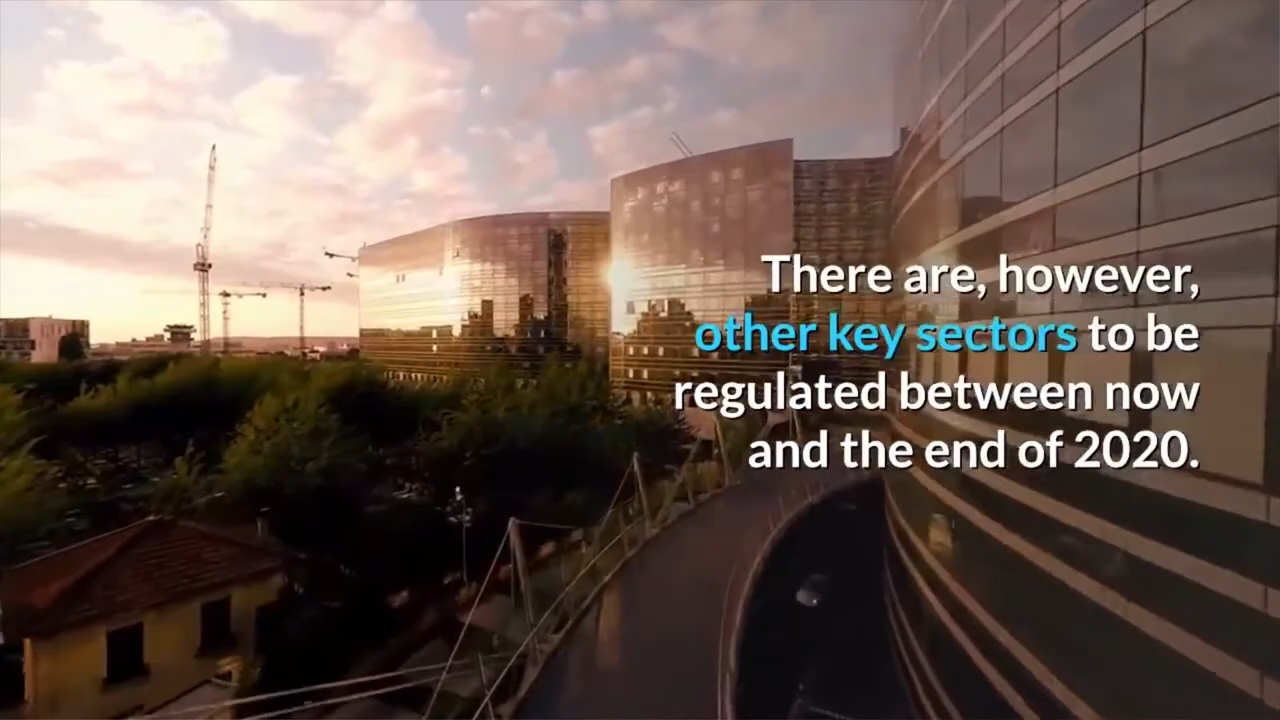 There are, however,
other key sectors to be
regulated between now
and the end of 2020.